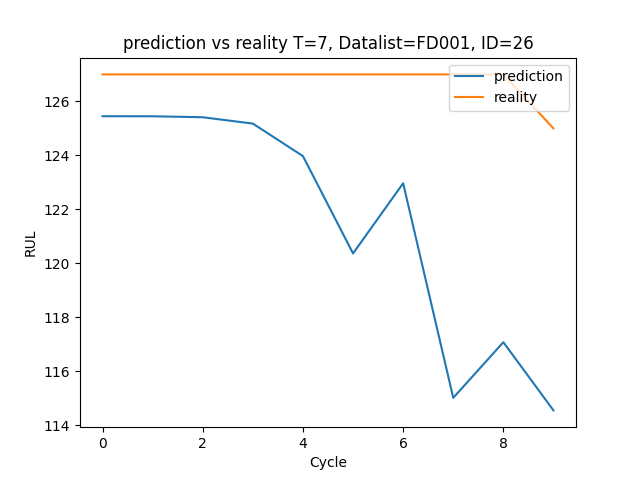 prediction vs reality T=7, Datalist=FD001, ID=26
prediction
reality
126
124
122
120
118
116
114
RUL
0 2 4 6 8
Cycle